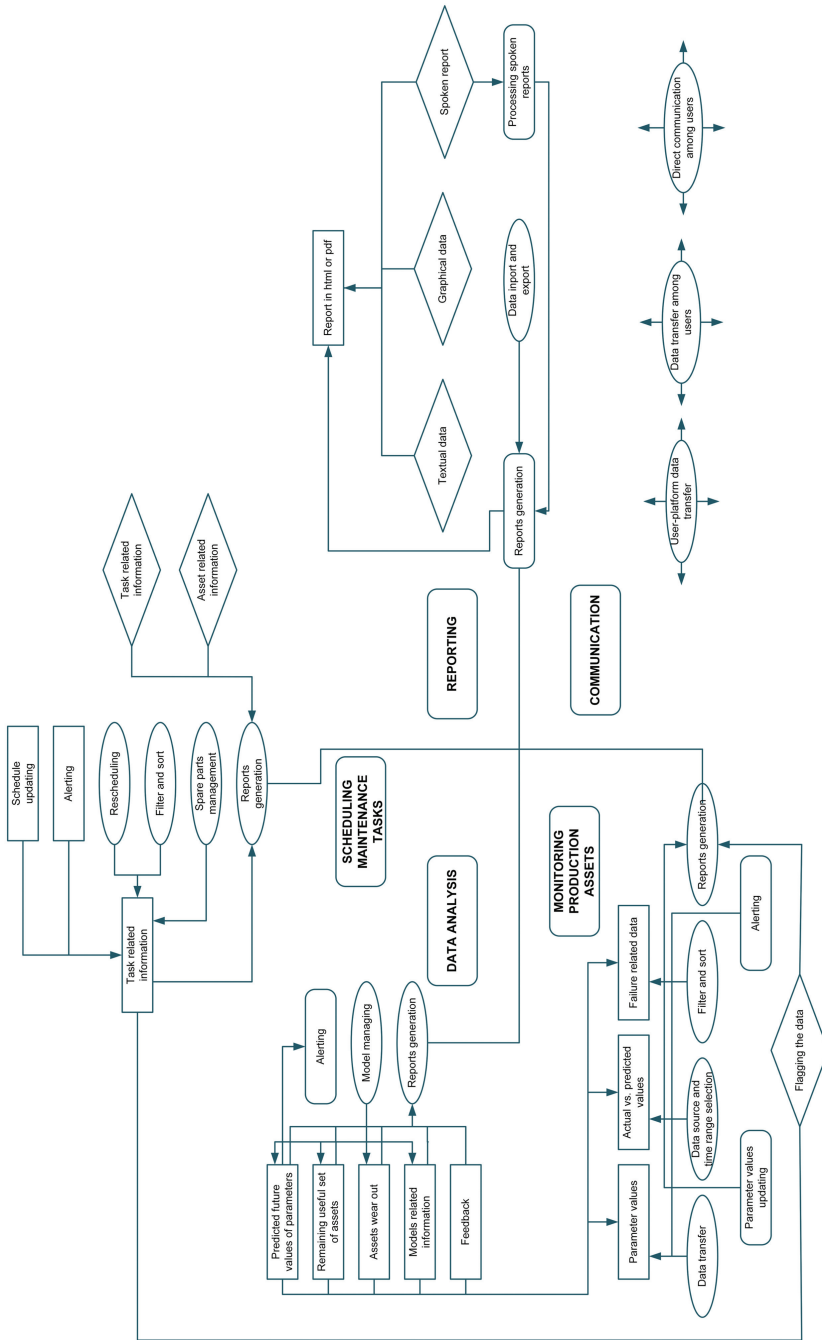 Schedule
updating
Alerting
Rescheduling
Filter and sort
Spare parts
management
Reports
generation
Task related
information
Task related
information
Asset related
information
Predicted future
values of parameters
Remaining useful set
of assets
Assets wear out
Models related
information
Feedback
Alerting
Model managing
Reports generation
SCHEDULING
MAINTENANCE
TASKS
DATA ANALYSIS
REPORTING
MONITORING
PRODUCTION
ASSETS
COMMUNICATION
Report in html or pdf
Textual data
Graphical data
Spoken report
Reports generation
Data inport and
export
Processing spoken
reports
Parameter values
Actual vs. predicted
values
Failure related data
Data transfer
Data source and
time range selection
Filter and sort
Reports generation
Parameter values
updating
Alerting
Flagging the data
User-platform data
transfer
Data transfer among
users
Direct communication
among users